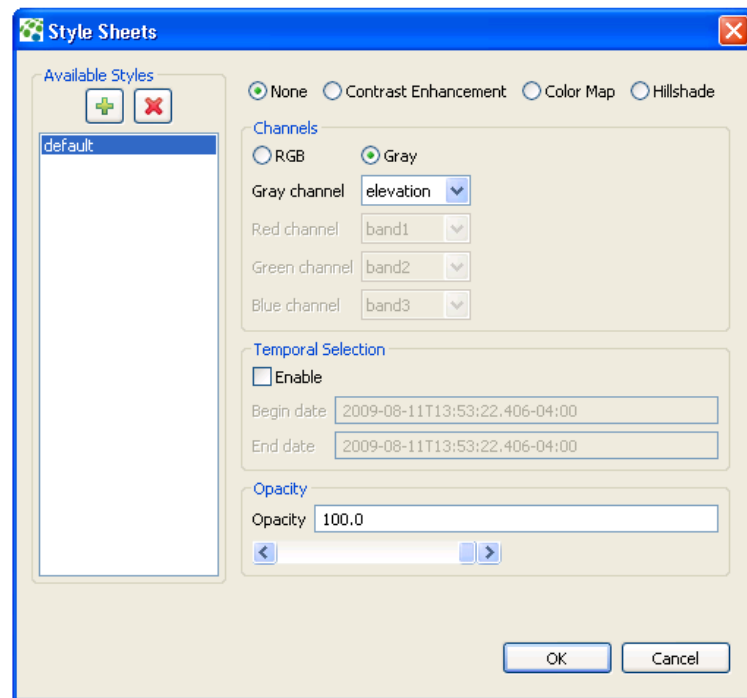 Style Sheets
Available Styles
default
None Contrast Enhancement Color Map Hillshade
Channels
RGB Gray
Gray channel elevation
Red channel band1
Green channel band2
Blue channel band3
Temporal Selection
Enable
Begin date 2009-08-11T13:53:22.406-04:00
End date 2009-08-11T13:53:22.406-04:00
Opacity
Opacity 100.0
OK Cancel